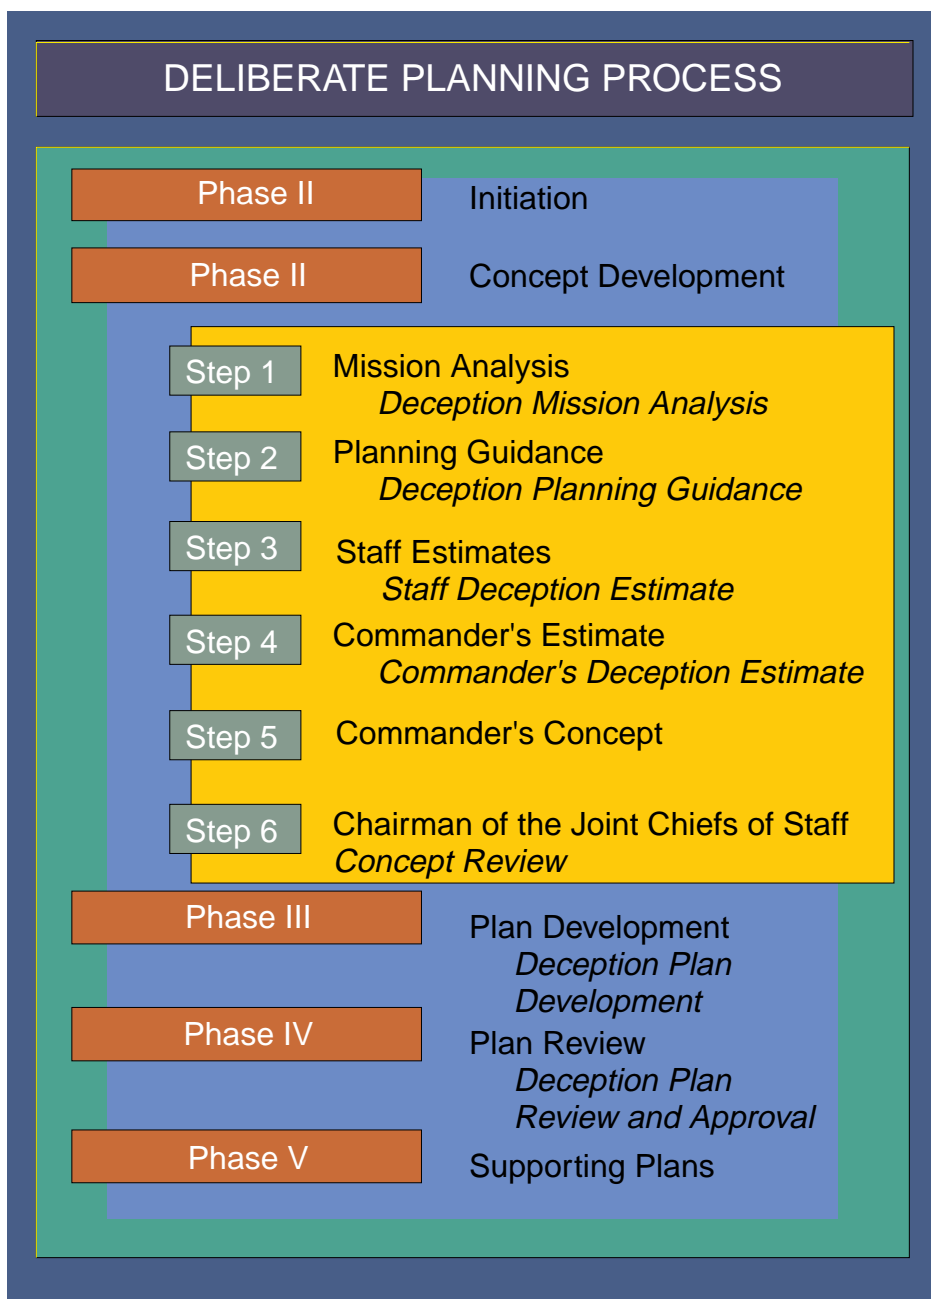 DELIBERATE PLANNING PROCESS
Phase II
Initiation
Phase II
Concept Development
Step 1
Mission Analysis
Deception Mission Analysis
Step 2
Planning Guidance
Deception Planning Guidance
Step 3
Staff Estimates
Staff Deception Estimate
Step 4
Commander's Estimate
Commander's Deception Estimate
Step 5
Commander's Concept
Step 6
Chairman of the Joint Chiefs of Staff
Concept Review
Phase III
Plan Development
Deception Plan
Development
Phase IV
Plan Review
Deception Plan
Review and Approval
Phase V
Supporting Plans